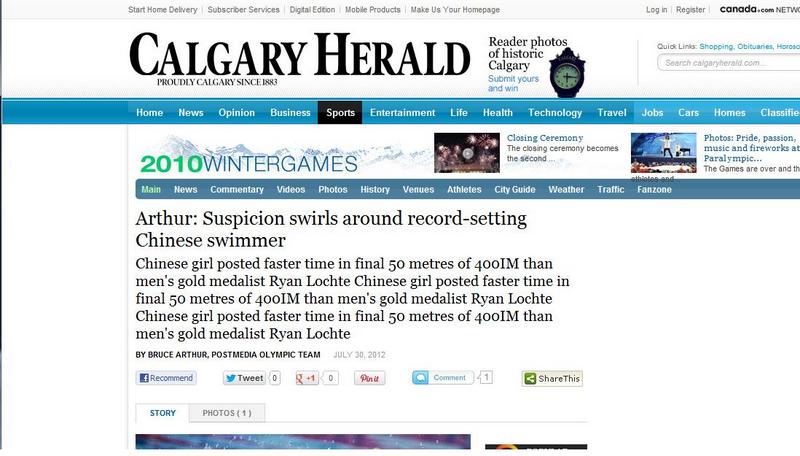 Start Home Delivery | Subscriber Services | Digital Edition | Mobile Products | Make Us Your Homepage
Log in | Register | canada.com NETWO
CALGARY HERALD
PROUDLY CALGARY SINCE 1883
Reader photos
of historic
Calgary
Submit yours
and win
Quick Links: Shopping, Obituaries, Horosc
Search calgaryherald.com...
Home News Opinion Business Sports Entertainment Life Health Technology Travel Jobs Cars Homes Classifie
2010WINTERGAMES
Closing Ceremony
The closing ceremony becomes
the second ...
Photos: Pride, passion,
music and fireworks at
Paralympic...
The Games are over and th
athletes and
Main News Commentary Videos Photos History Venues Athletes City Guide Weather Traffic Fanzone
Arthur: Suspicion swirls around record-setting
Chinese swimmer
Chinese girl posted faster time in final 50 metres of 400IM than
men's gold medalist Ryan Lochte Chinese girl posted faster time in
final 50 metres of 400IM than men's gold medalist Ryan Lochte
Chinese girl posted faster time in final 50 metres of 400IM than
men's gold medalist Ryan Lochte
BY BRUCE ARTHUR, POSTMEDIA OLYMPIC TEAM JULY 30, 2012
Recommend Tweet 0 +1 0 Pin it Comment 1 ShareThis
STORY PHOTOS ( 1 )